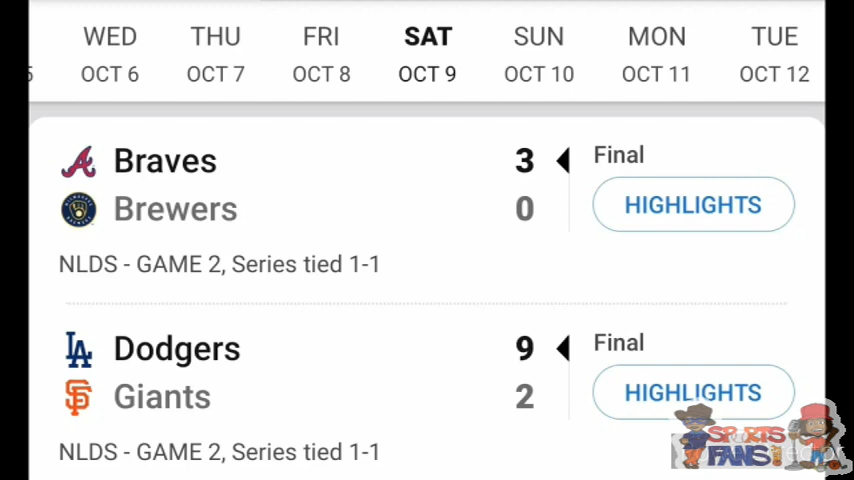 WED THU FRI SAT SUN MON TUE
5 OCT 6 OCT 7 OCT 8 OCT 9 OCT 10 OCT 11 OCT 12
Braves 3 Final
Brewers 0 HIGHLIGHTS
NLDS - GAME 2, Series tied 1-1
Dodgers 9 Final
Giants 2 HIGHLIGHTS
NLDS - GAME 2, Series tied 1-1
SPORTS
FANS!